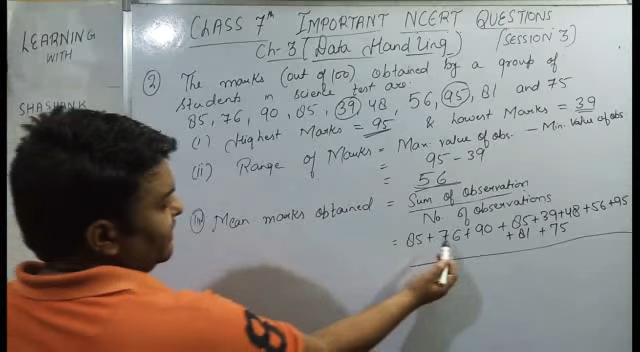 CLASS 7th IMPORTANT NCERT QUESTIONS
LEARNING
WITH
SHASHANK
Ch-3 (Data Handling)
(SESSION 3)
② The marks (out of 100) obtained by a group of
students in science test are:
85, 76, 90, 85, 39, 48, 56, 95, 81 and 75
(i) Highest Marks = 95 & Lowest Marks = 39
(ii) Range of Marks = Max. value of obs. - Min. value of obs
= 95 - 39
= 56
(iii) Mean marks obtained = Sum of observation
No. of observations
= 85 + 76 + 90 + 85 + 39 + 48 + 56 + 95
+ 81 + 75